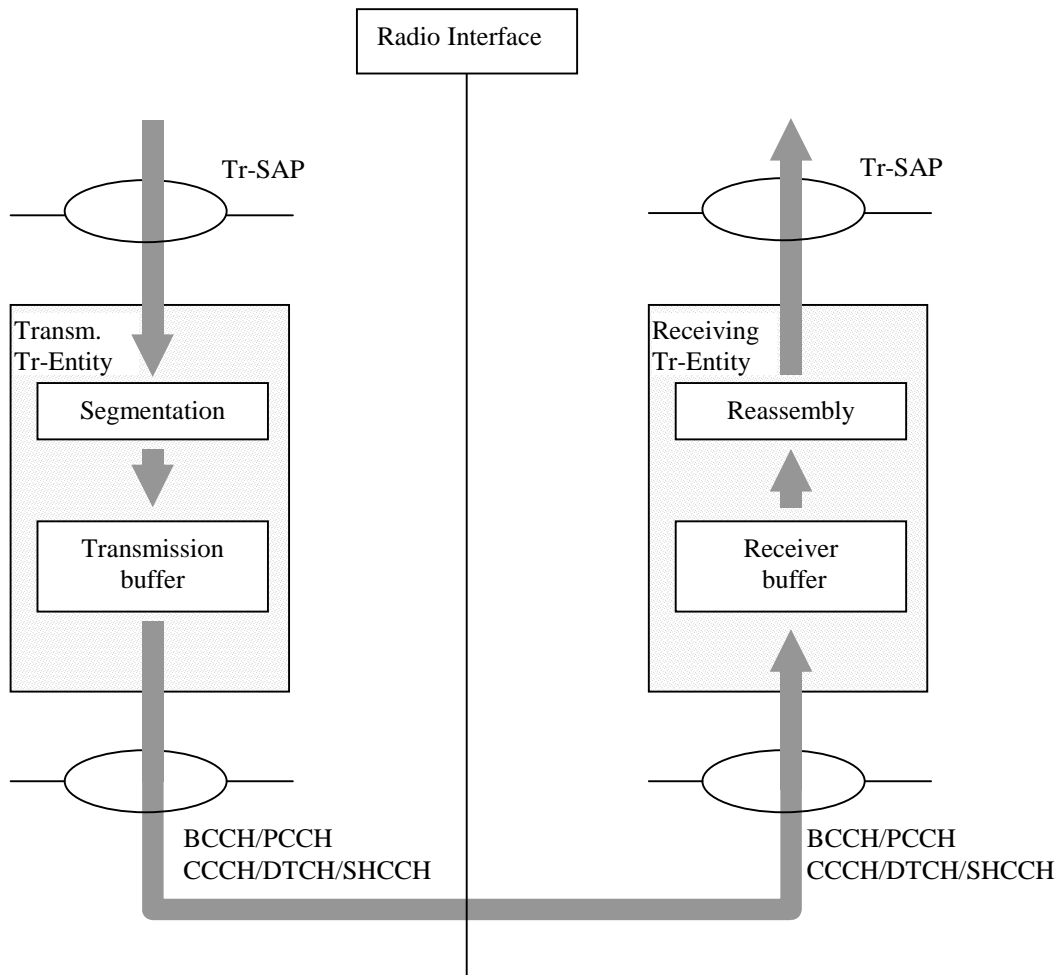 Radio Interface
Tr-SAP
Tr-SAP
Transm.
Tr-Entity
Receiving
Tr-Entity
Segmentation
Reassembly
Transmission
buffer
Receiver
buffer
BCCH/PCCH
CCCH/DTCH/SHCCH
BCCH/PCCH
CCCH/DTCH/SHCCH